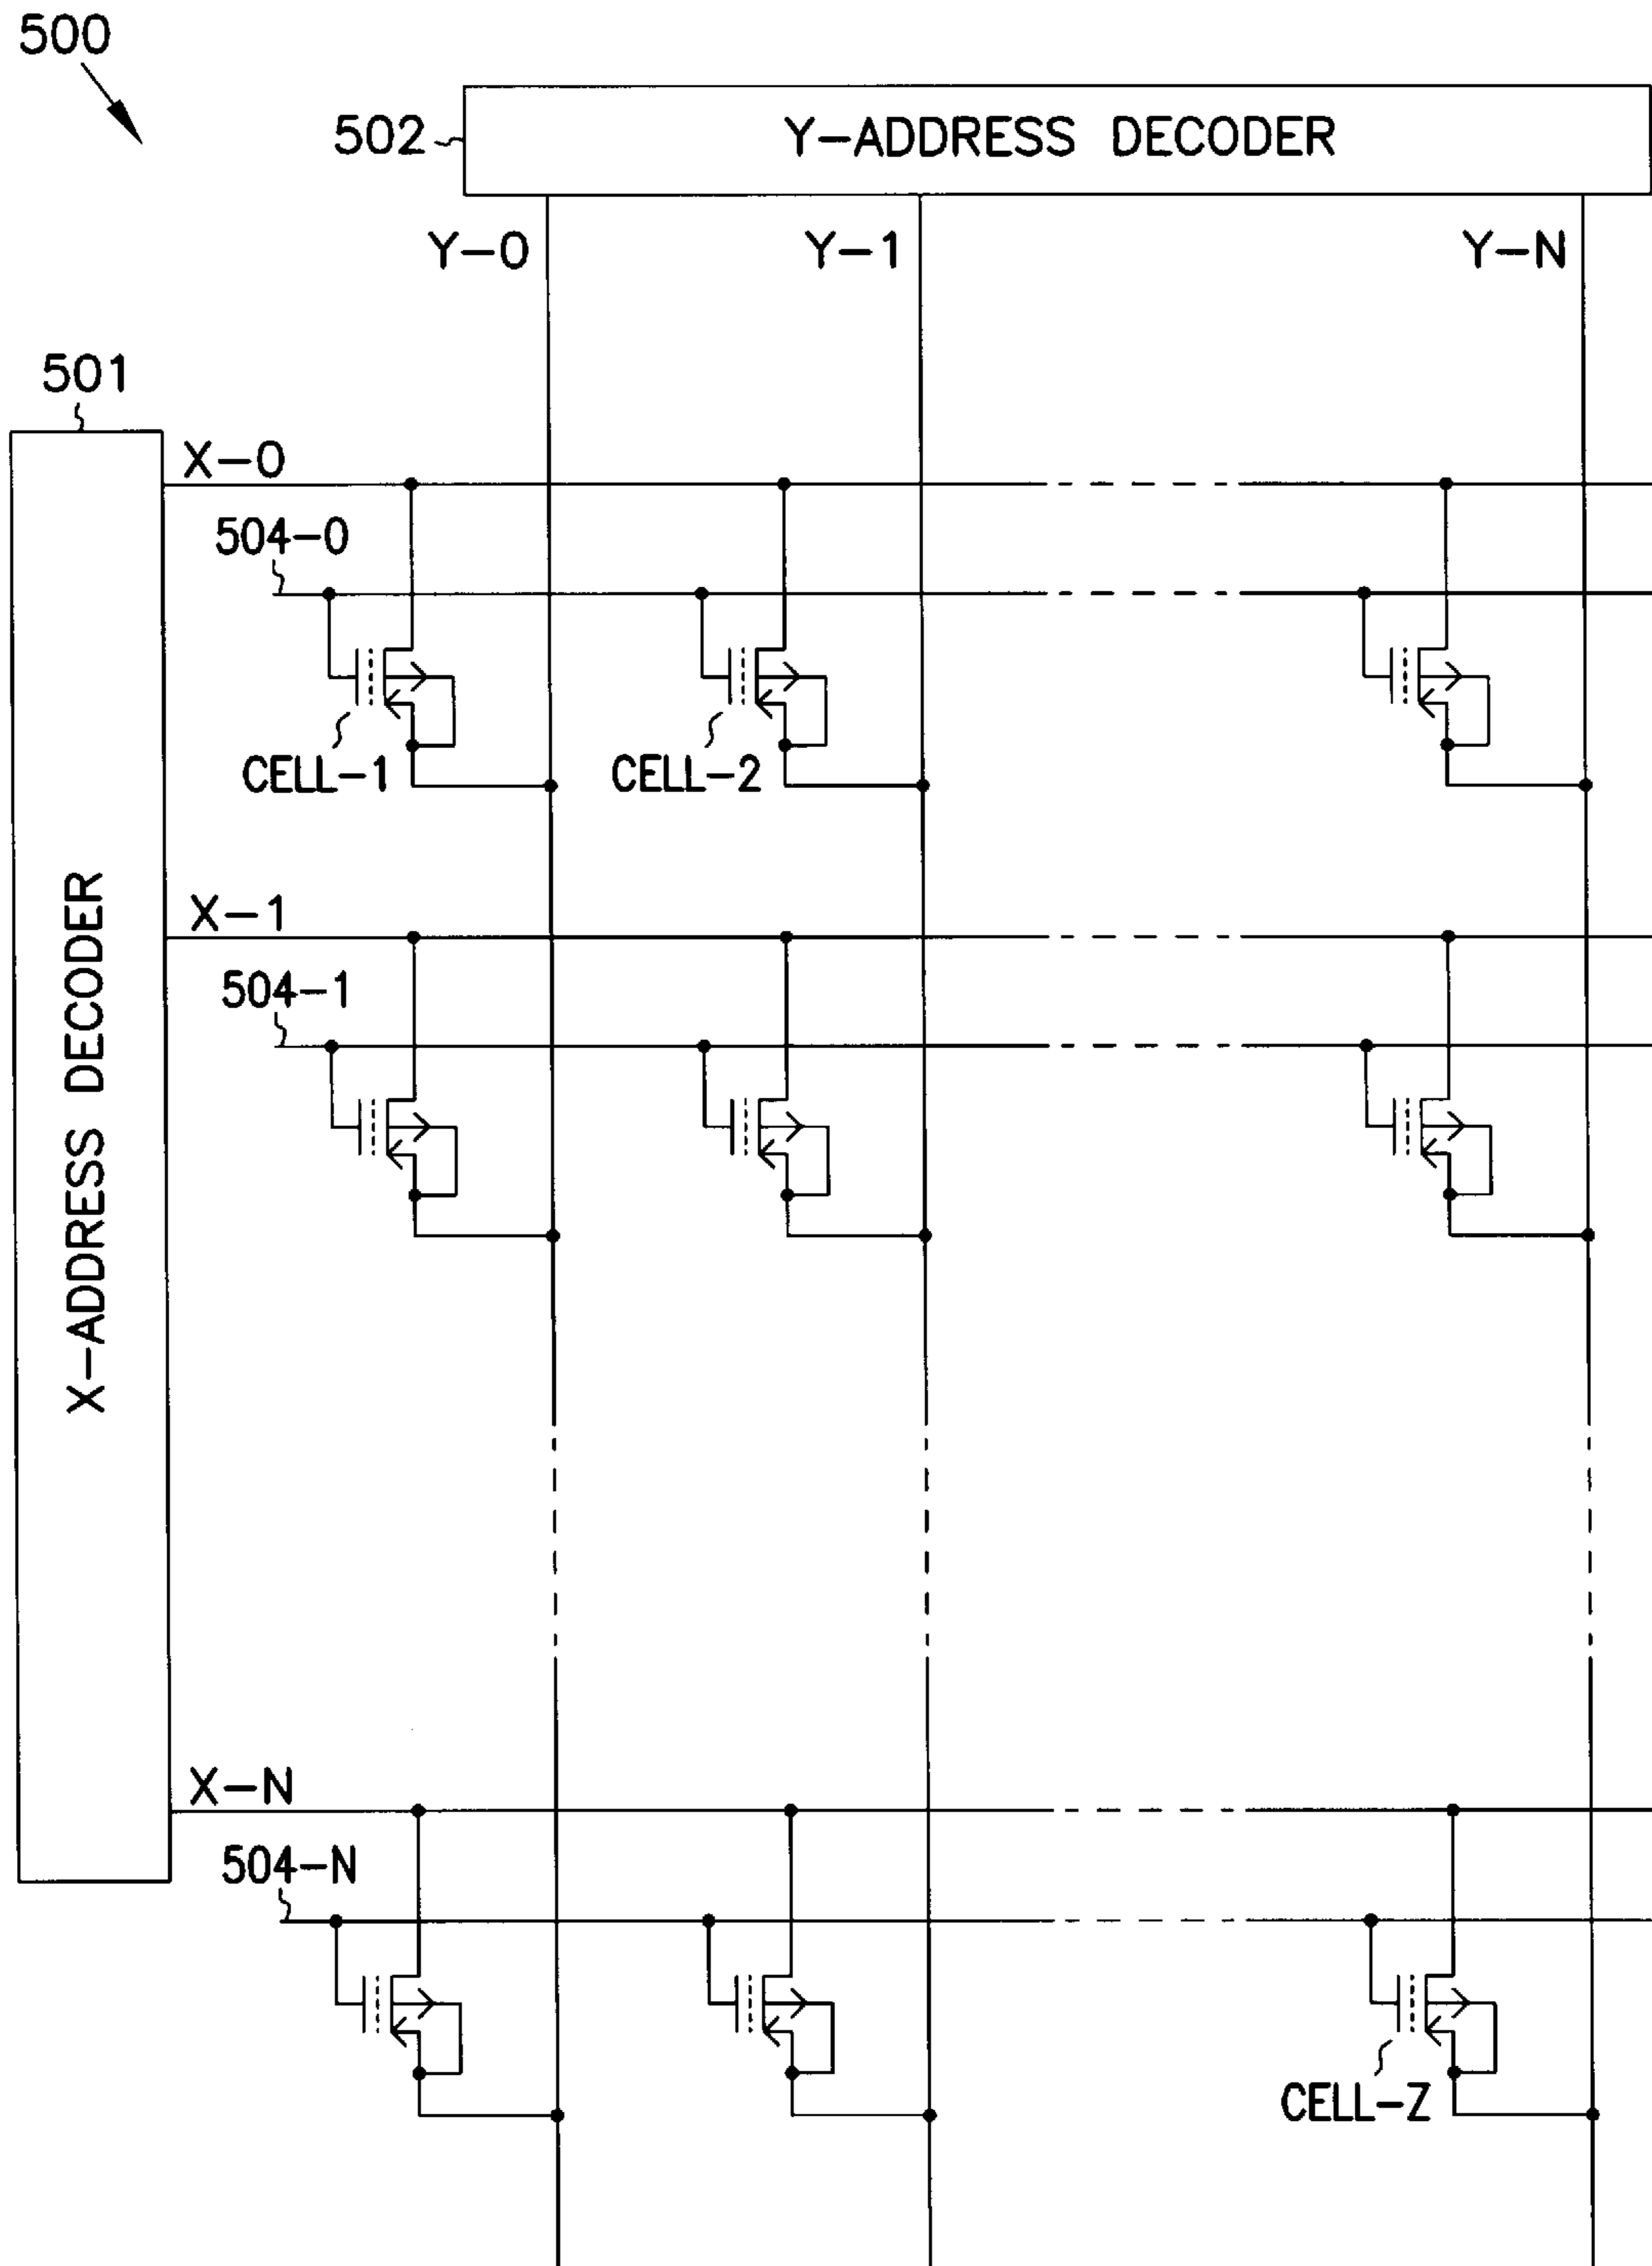 500
502
Y-ADDRESS DECODER
Y-0
Y-1
Y-N
501
X-ADDRESS DECODER
X-0
504-0
CELL-1
CELL-2
X-1
504-1
X-N
504-N
CELL-Z